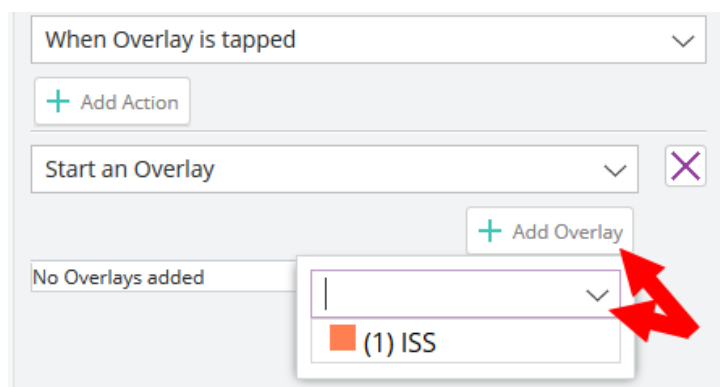 When Overlay is tapped
Add Action
Start an Overlay
Add Overlay
No Overlays added
(1) ISS